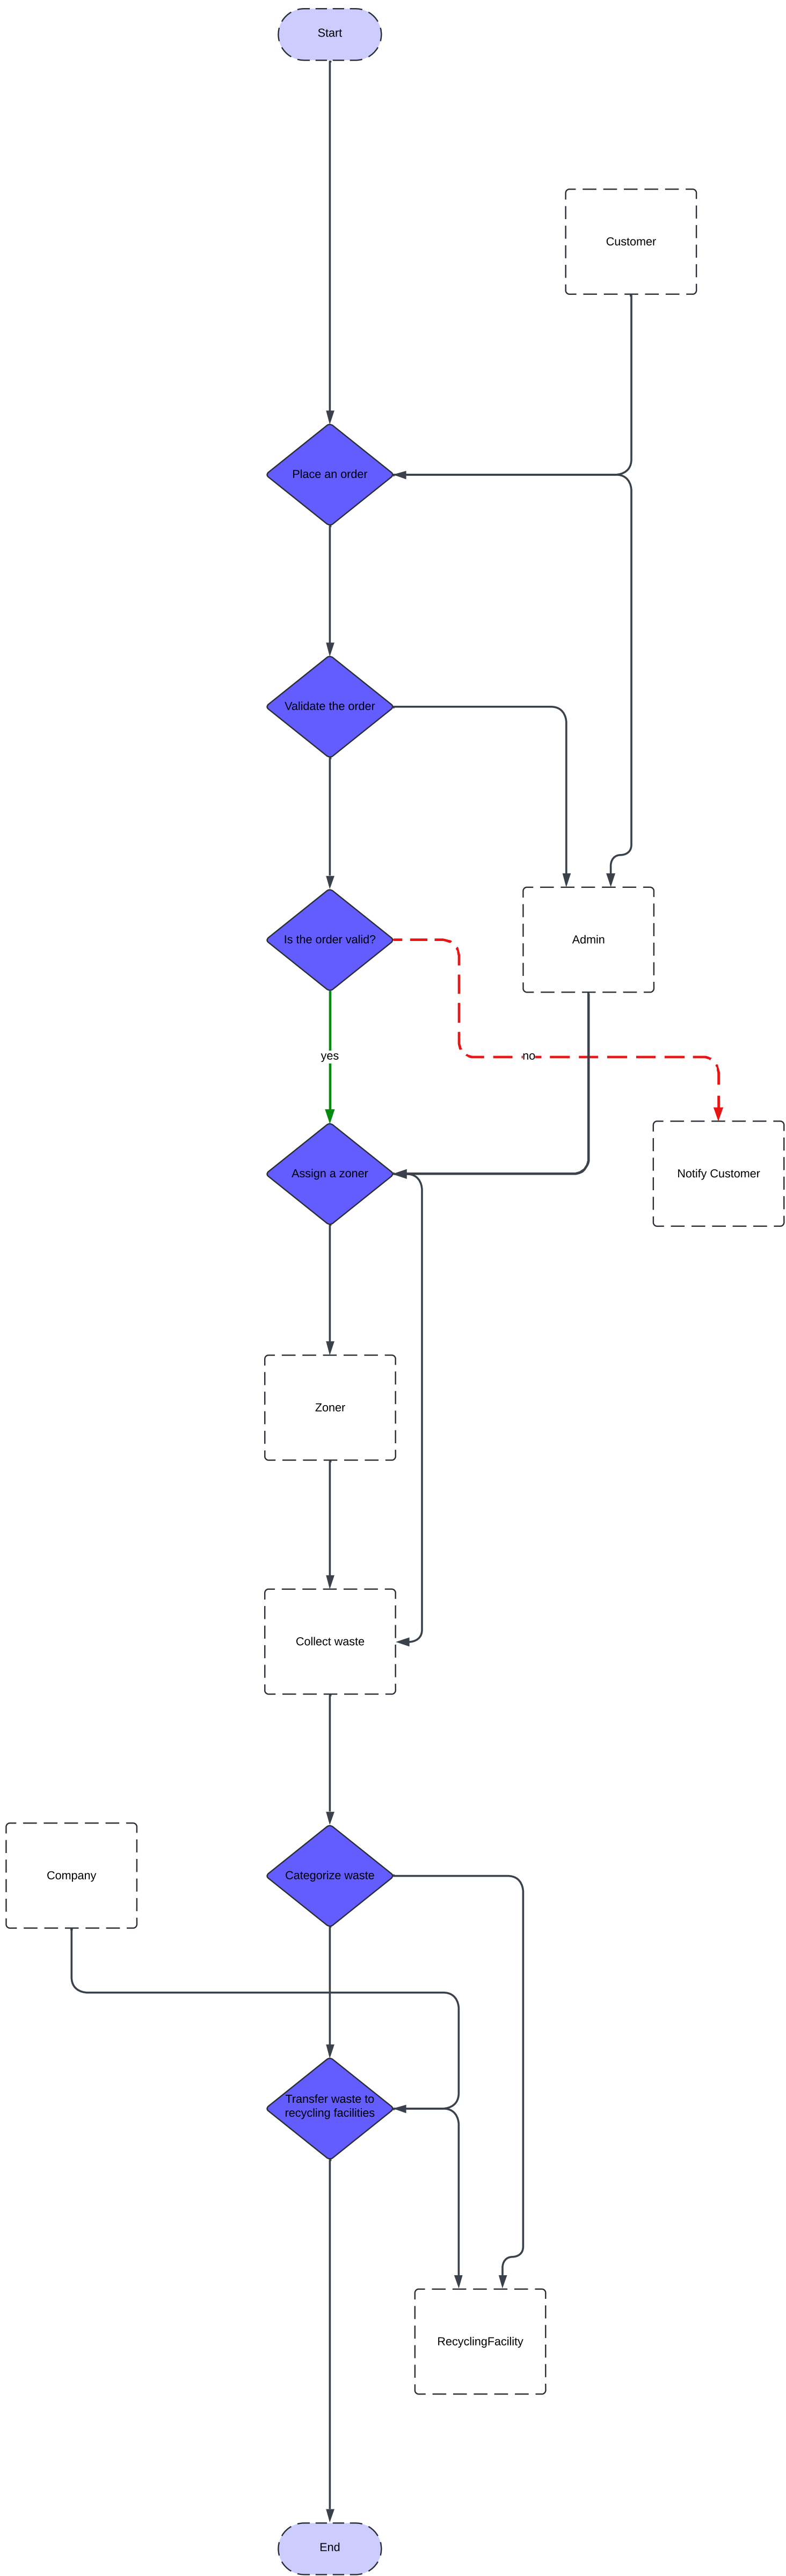 Start
Customer
Place an order
Validate the order
Is the order valid?
Admin
yes
no
Assign a zoner
Notify Customer
Zoner
Collect waste
Company
Categorize waste
Transfer waste to
recycling facilities
RecyclingFacility
End